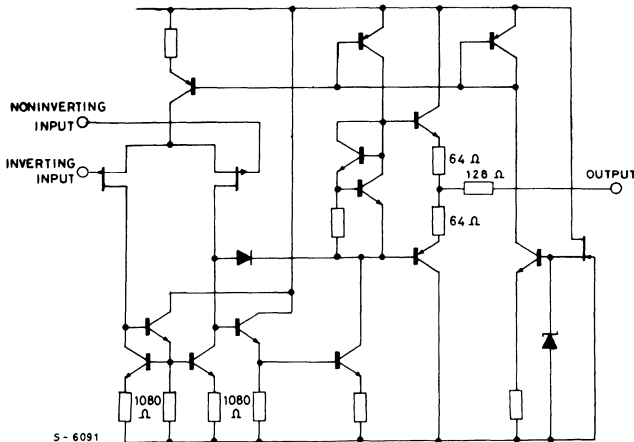 NONINVERTING
INPUT
INVERTING
INPUT
64 Ω
128 Ω
OUTPUT
64 Ω
1080
Ω
1080
Ω
S - 6091